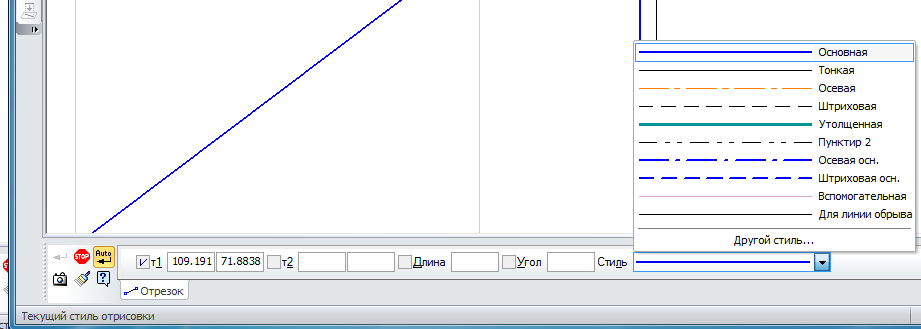 Основная
Тонкая
Осевая
Штриховая
Утолщенная
Пунктир 2
Осевая осн.
Штриховая осн.
Вспомогательная
Для линии обрыва
Другой стиль...
STOP
Auto
т1 109.191 71.8838 т2 Длина Угол Стиль
Отрезок
Текущий стиль отрисовки